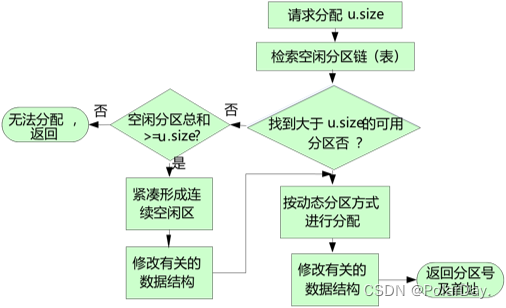 请求分配 u.size
检索空闲分区链（表）
找到大于 u.size的可用
分区否 ？
否
空闲分区总和
>=u.size?
否
无法分配 ，
返回
是
紧凑形成连
续空闲区
修改有关的
数据结构
按动态分区方式
进行分配
修改有关的
数据结构
返回分区号
及首址
CSDN @PokerDay.